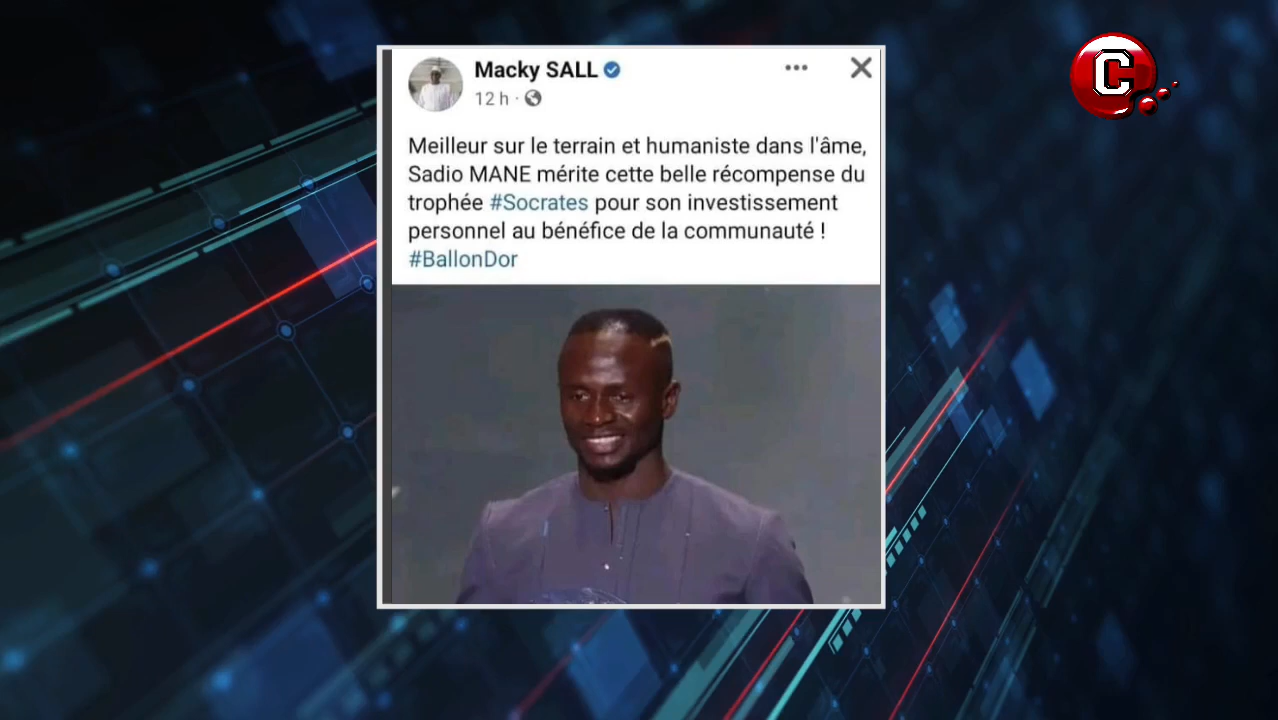 C
Macky SALL
12 h ·
Meilleur sur le terrain et humaniste dans l'âme,
Sadio MANE mérite cette belle récompense du
trophée #Socrates pour son investissement
personnel au bénéfice de la communauté !
#BallonDor